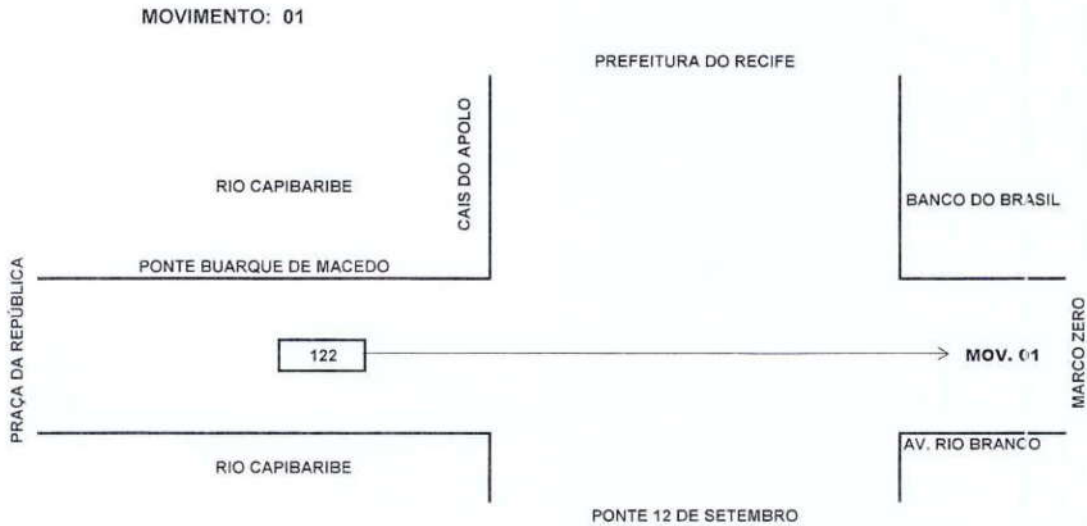 MOVIMENTO: 01
PREFEITURA DO RECIFE
CAIS DO APOLO
RIO CAPIBARIBE
BANCO DO BRASIL
PONTE BUARQUE DE MACEDO
PRAÇA DA REPÚBLICA
122
MOV. 01
MARCO ZERO
AV. RIO BRANCO
RIO CAPIBARIBE
PONTE 12 DE SETEMBRO